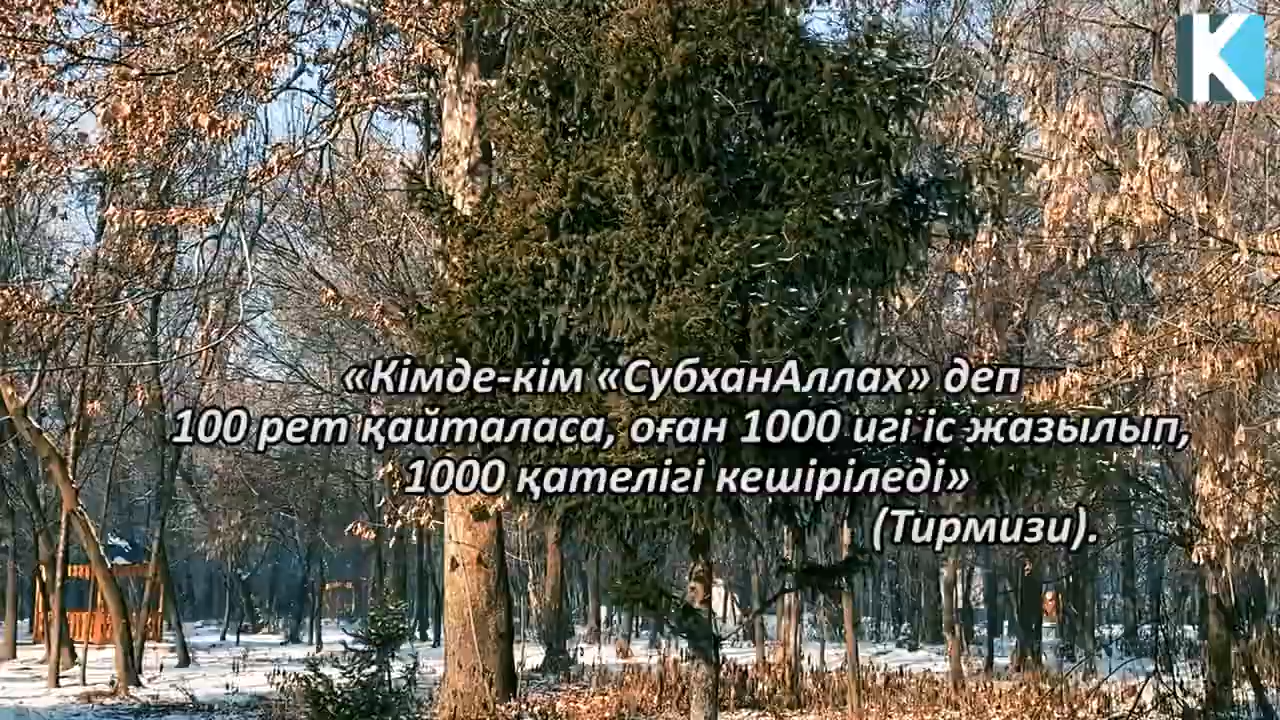 K
«Кімде-кім «СубханАллах» деп
100 рет қайталаса, оған 1000 игі іс жазылып,
1000 қателігі кешіріледі»
(Тирмизи).